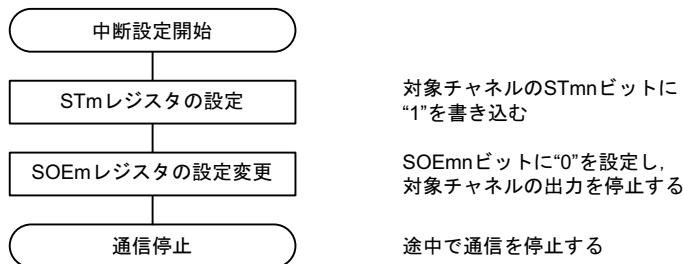 中断設定開始
STmレジスタの設定
対象チャネルのSTmnビットに
“1”を書き込む
SOEmレジスタの設定変更
SOEmnビットに“0”を設定し,
対象チャネルの出力を停止する
通信停止
途中で通信を停止する